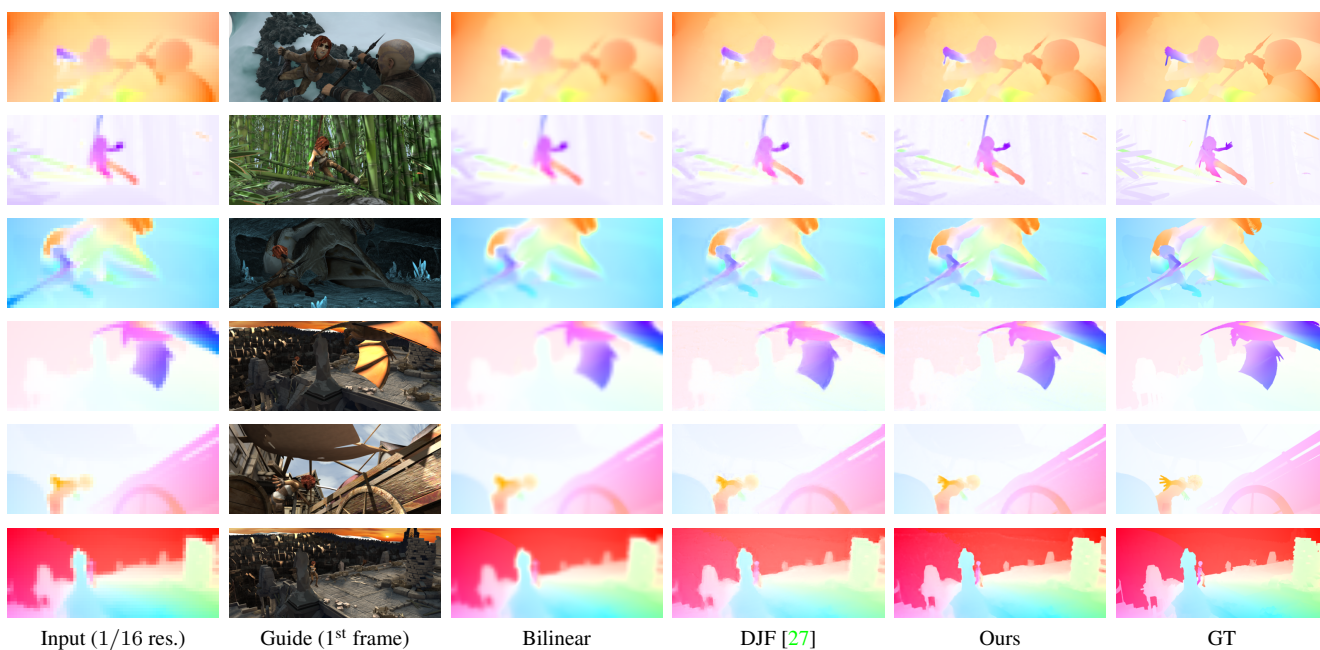 Input (1/16 res.) Guide (1st frame) Bilinear DJF [27] Ours GT